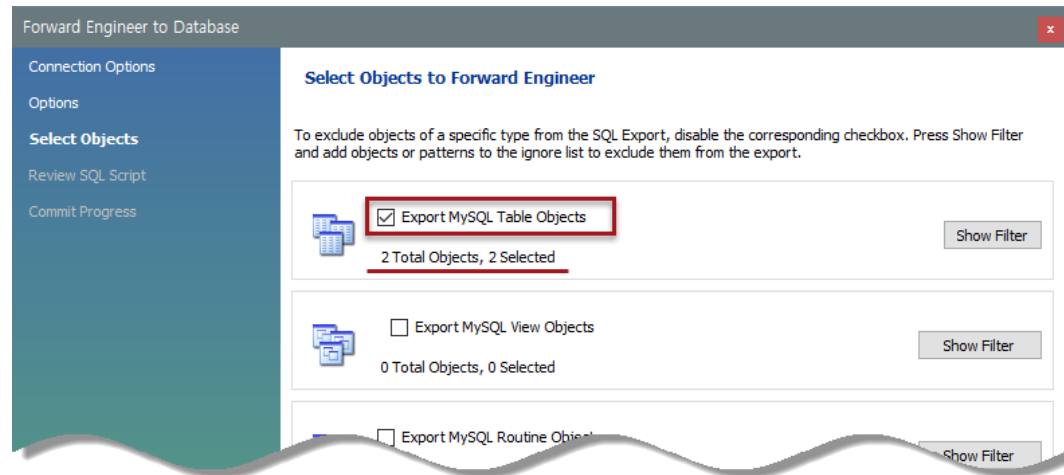 Forward Engineer to Database
x
Connection Options
Options
Select Objects
Review SQL Script
Commit Progress
Select Objects to Forward Engineer
To exclude objects of a specific type from the SQL Export, disable the corresponding checkbox. Press Show Filter
and add objects or patterns to the ignore list to exclude them from the export.
Export MySQL Table Objects
2 Total Objects, 2 Selected
Show Filter
Export MySQL View Objects
0 Total Objects, 0 Selected
Show Filter
Export MySQL Routine
Show Filter